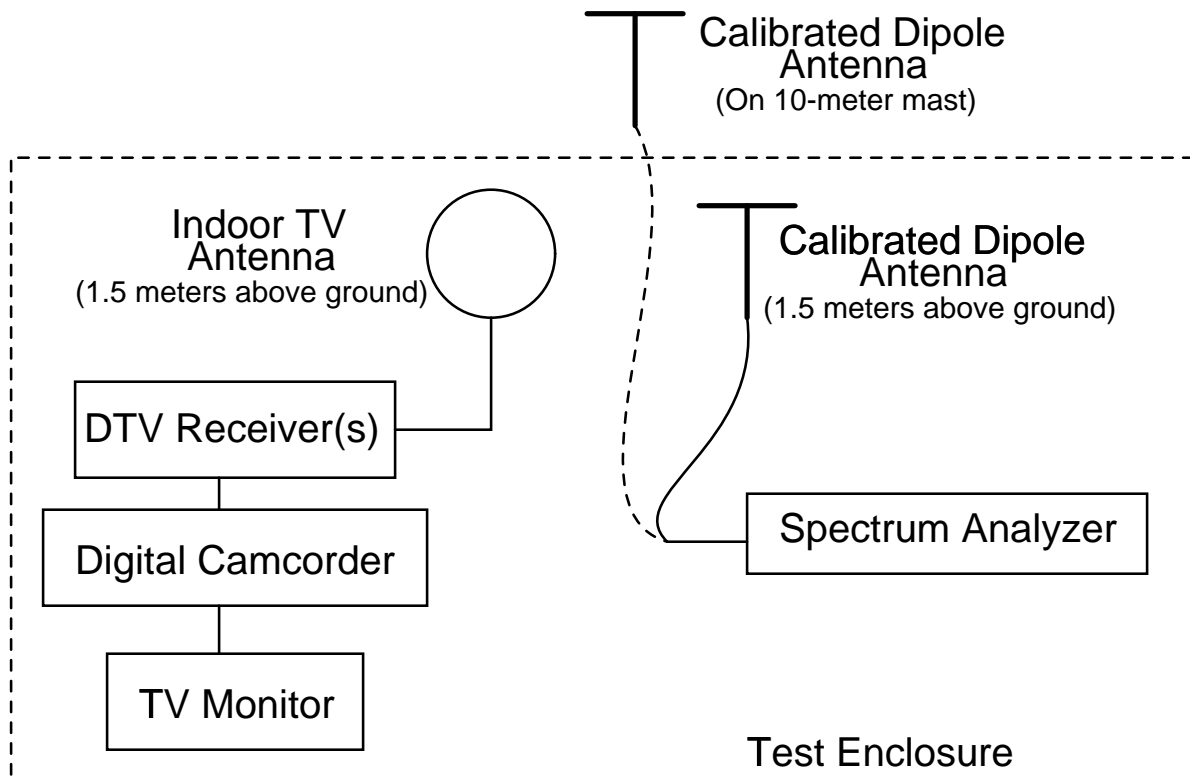 Calibrated Dipole
Antenna
(On 10-meter mast)
Indoor TV
Antenna
(1.5 meters above ground)
Calibrated Dipole
Antenna
(1.5 meters above ground)
DTV Receiver(s)
Digital Camcorder
TV Monitor
Spectrum Analyzer
Test Enclosure